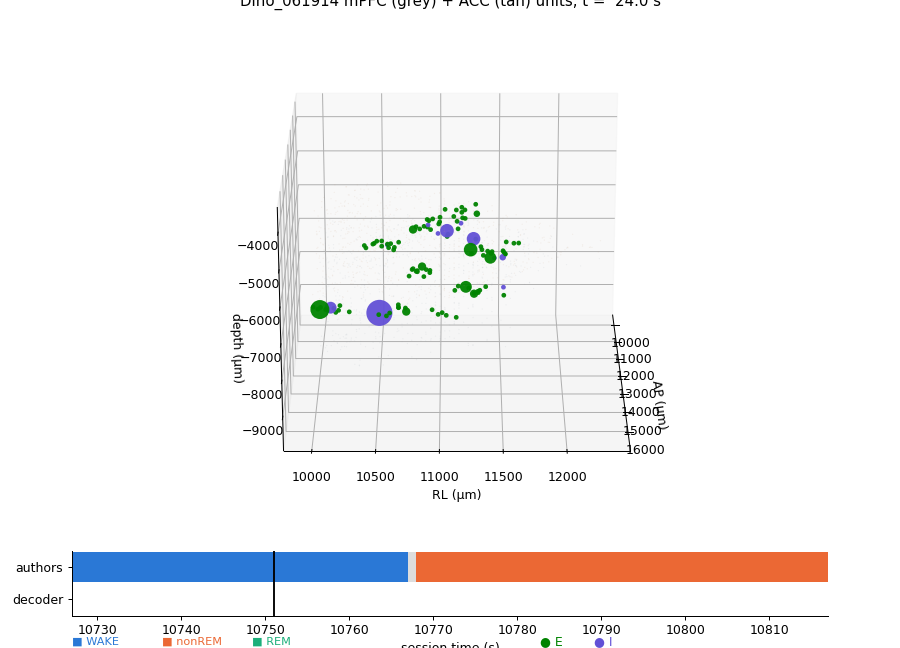 Dino_061914 mPFC (grey) + ACC (tan) units, t = 24.0 s
−4000
−5000
−6000
−7000
−8000
−9000
depth (μm)
10000
11000
12000
13000
14000
15000
16000
AP (μm)
10000 10500 11000 11500 12000
RL (μm)
authors
decoder
10730 10740 10750 10760 10770 10780 10790 10800 10810
session time (s)
WAKE nonREM REM E I